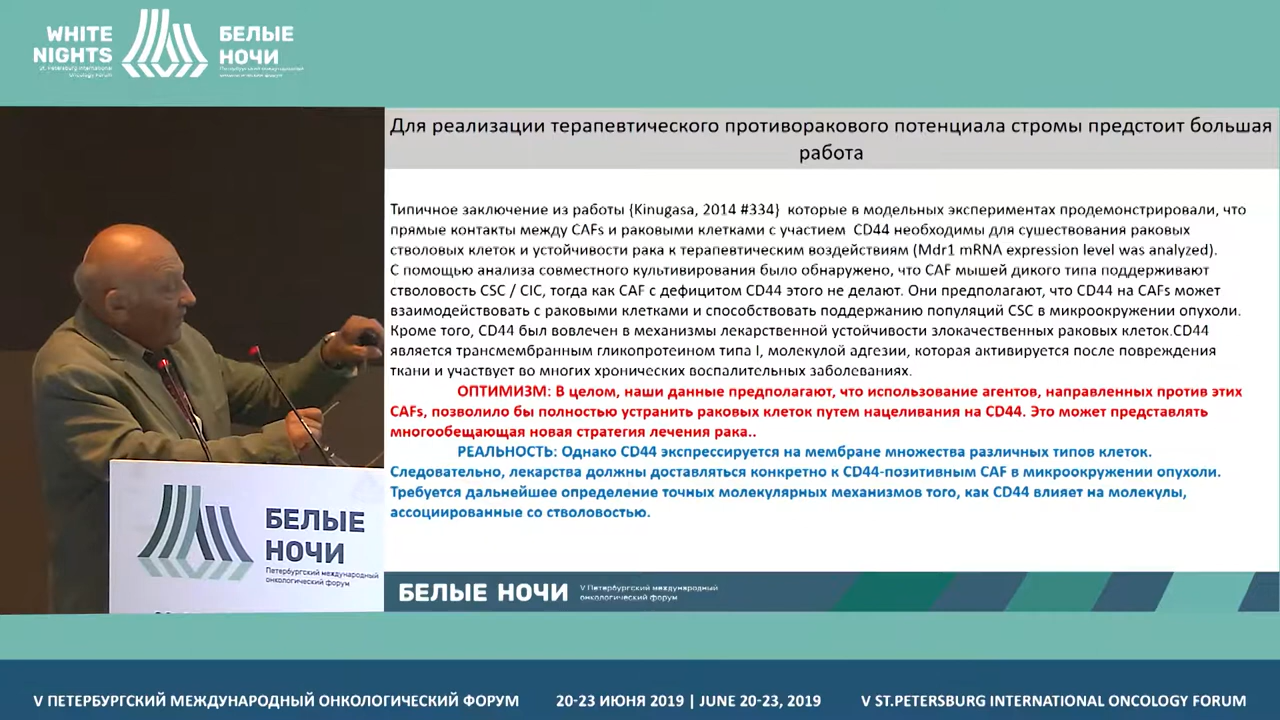 WHITE
NIGHTS
St. Petersburg International
Oncology Forum
БЕЛЫЕ
НОЧИ
Петербургский международный
онкологический форум
Для реализации терапевтического противоракового потенциала стромы предстоит большая
работа
Типичное заключение из работы {Kinugasa, 2014 #334} которые в модельных экспериментах продемонстрировали, что
прямые контакты между CAFs и раковыми клетками с участием CD44 необходимы для сушествования раковых
стволовых клеток и устойчивости рака к терапевтическим воздействиям (Mdr1 mRNA expression level was analyzed).
С помощью анализа совместного культивирования было обнаружено, что CAF мышей дикого типа поддерживают
стволовость CSC / CIC, тогда как CAF с дефицитом CD44 этого не делают. Они предполагают, что CD44 на CAFs может
взаимодействовать с раковыми клетками и способствовать поддержанию популяций CSC в микроокружении опухоли.
Кроме того, CD44 был вовлечен в механизмы лекарственной устойчивости злокачественных раковых клеток.CD44
является трансмембранным гликопротеином типа I, молекулой адгезии, которая активируется после повреждения
ткани и участвует во многих хронических воспалительных заболеваниях.
ОПТИМИЗМ: В целом, наши данные предполагают, что использование агентов, направленных против этих
CAFs, позволило бы полностью устранить раковых клеток путем нацеливания на CD44. Это может представлять
многообещающая новая стратегия лечения рака..
РЕАЛЬНОСТЬ: Однако CD44 экспрессируется на мембране множества различных типов клеток.
Следовательно, лекарства должны доставляться конкретно к CD44-позитивным CAF в микроокружении опухоли.
Требуется дальнейшее определение точных молекулярных механизмов того, как CD44 влияет на молекулы,
ассоциированные со стволовостью.
БЕЛЫЕ
НОЧИ
Петербургский международный
онкологический форум
БЕЛЫЕ НОЧИ
V Петербургский международный
онкологический форум
V ПЕТЕРБУРГСКИЙ МЕЖДУНАРОДНЫЙ ОНКОЛОГИЧЕСКИЙ ФОРУМ
20-23 ИЮНЯ 2019 | JUNE 20-23, 2019
V ST.PETERSBURG INTERNATIONAL ONCOLOGY FORUM